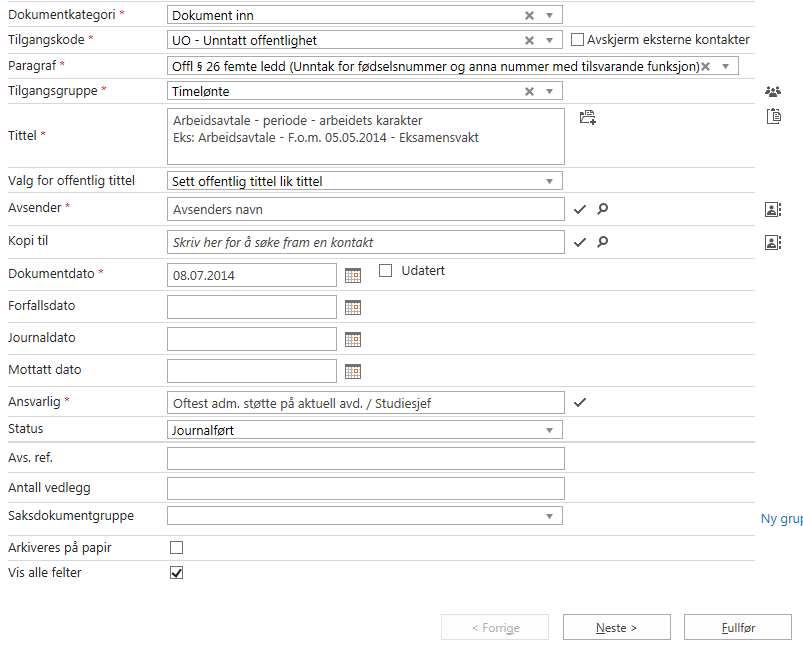 Dokumentkategori * Dokument inn
Tilgangskode * UO - Unntatt offentlighet Avskjerm eksterne kontakter
Paragraf * Offl § 26 femte ledd (Unntak for fødselsnummer og anna nummer med tilsvarande funksjon)
Tilgangsgruppe * Timelønte
Tittel * Arbeidsavtale - periode - arbeidets karakter
Eks: Arbeidsavtale - F.o.m. 05.05.2014 - Eksamensvakt
Valg for offentlig tittel Sett offentlig tittel lik tittel
Avsender * Avsenders navn
Kopi til Skriv her for å søke fram en kontakt
Dokumentdato * 08.07.2014 Udatert
Forfallsdato
Journaldato
Mottatt dato
Ansvarlig * Oftest adm. støtte på aktuell avd. / Studiesjef
Status Journalført
Avs. ref.
Antall vedlegg
Saksdokumentgruppe Ny grup
Arkiveres på papir
Vis alle felter
< Forrige Neste > Fullfør